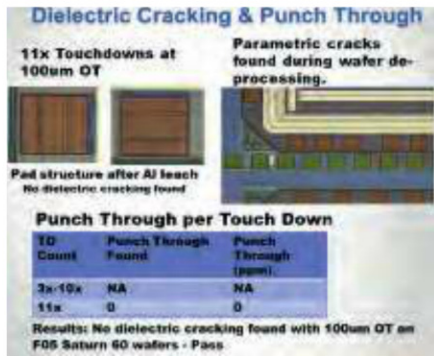 Dielectric Cracking & Punch Through
11x Touchdowns at
100um OT
Parametric cracks
found during wafer de-
processing.
Pad structure after Al leach
No dielectric cracking found
Punch Through per Touch Down
TD Count
Punch Through Found
Punch Through (ppm)
3x-10x NA NA
11x 0 0
Results: No dielectric cracking found with 100um OT on
F05 Saturn 60 wafers - Pass